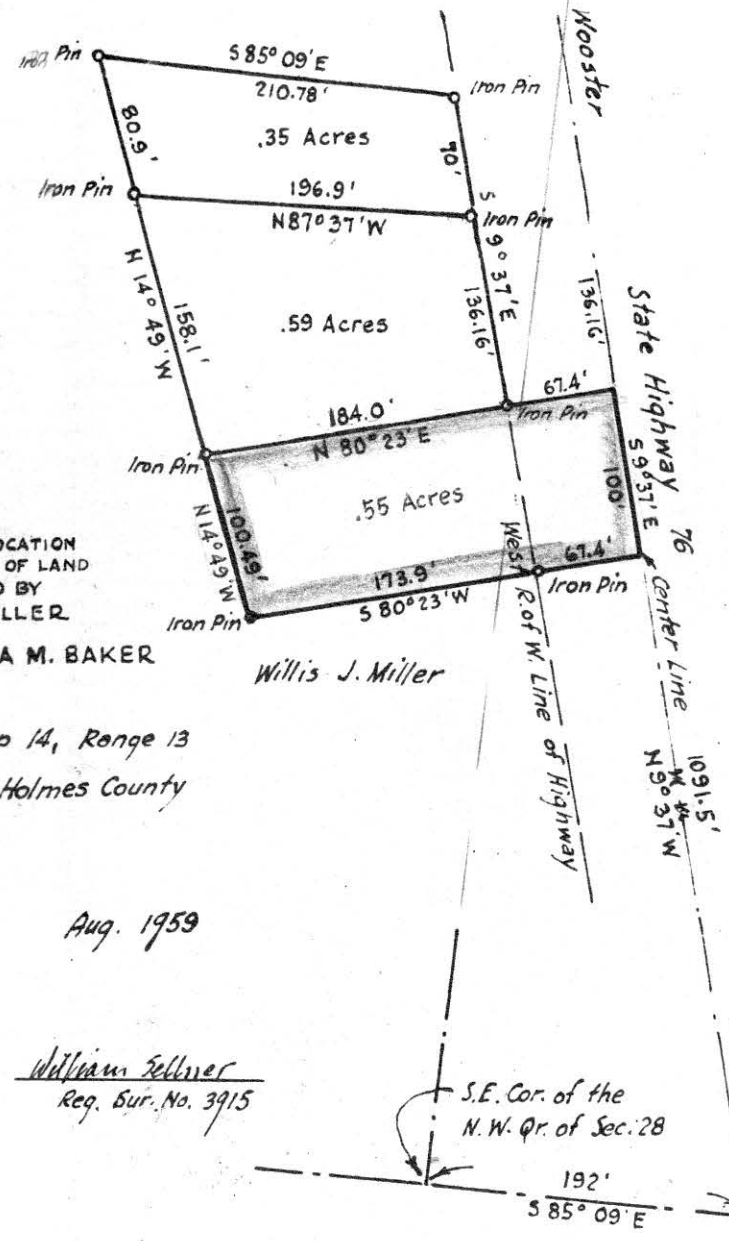 Iron Pin
S 85° 09' E
210.78'
Iron Pin
Wooster
80.9'
.35 Acres
90'
Iron Pin
196.9'
N 87° 37' W
Iron Pin
S 9° 37' E
N 14° 49' W
158.1'
.59 Acres
136.16'
136.16'
State Highway 76
67.4'
Iron Pin
184.0'
N 80° 23' E
Iron Pin
S 9° 37' E
100'
.55 Acres
N 14° 49' W
100.49'
West R. of W. Line of Highway
67.4'
173.9'
S 80° 23' W
Iron Pin
Iron Pin
Center Line
OCATION
OF LAND
D BY
LLER
A M. BAKER
Willis J. Miller
p 14, Range 13
Holmes County
1091.5'
N 9° 37' W
Aug. 1959
William Sellner
Reg. Sur. No. 3915
S.E. Cor. of the
N.W. Qr. of Sec. 28
192'
S 85° 09' E